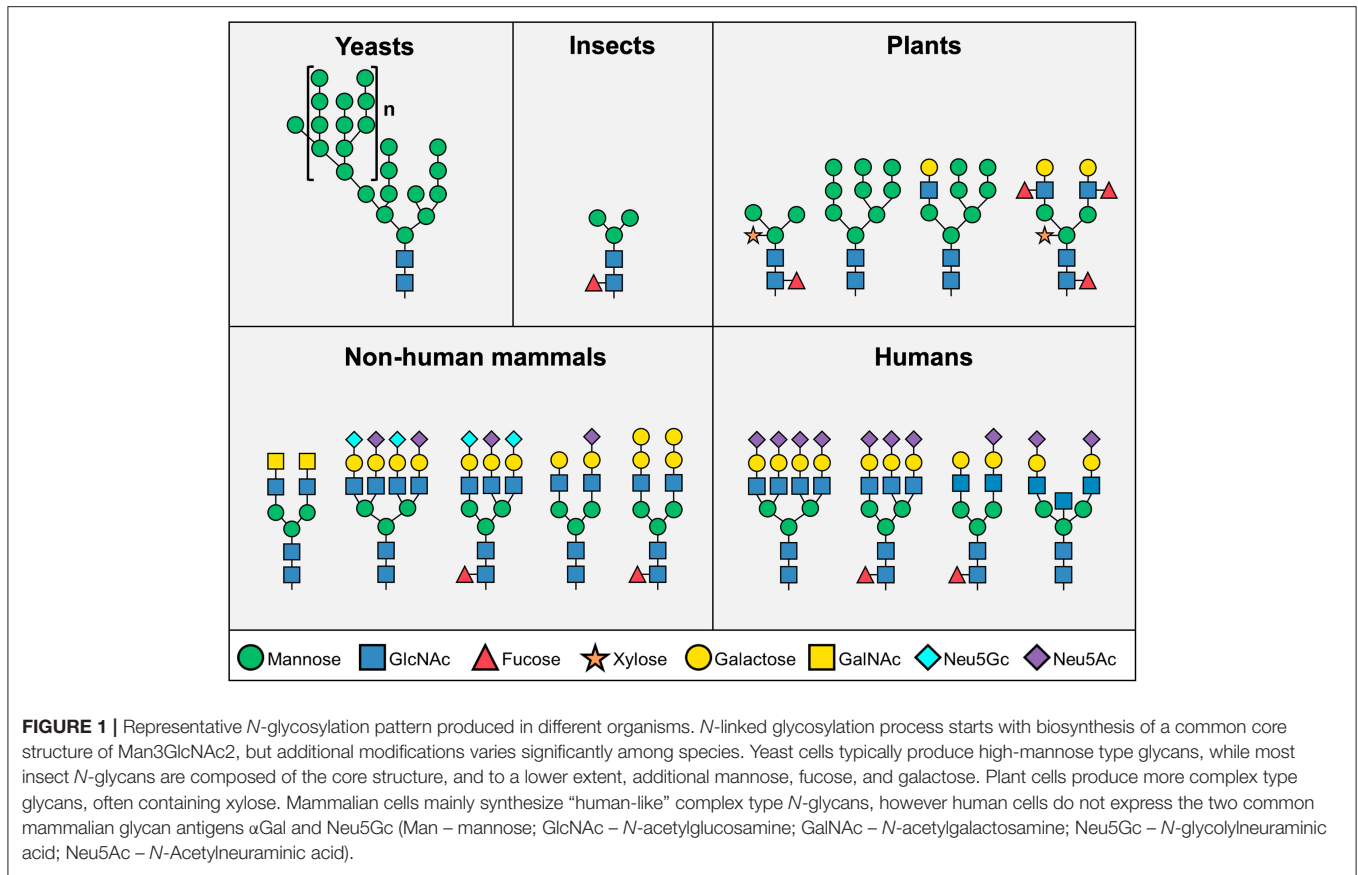 Yeasts
Insects
Plants
n
Non-human mammals
Humans
Mannose GlcNAc Fucose Xylose Galactose GalNAc Neu5Gc Neu5Ac
FIGURE 1 | Representative N-glycosylation pattern produced in different organisms. N-linked glycosylation process starts with biosynthesis of a common core
structure of Man3GlcNAc2, but additional modifications varies significantly among species. Yeast cells typically produce high-mannose type glycans, while most
insect N-glycans are composed of the core structure, and to a lower extent, additional mannose, fucose, and galactose. Plant cells produce more complex type
glycans, often containing xylose. Mammalian cells mainly synthesize “human-like” complex type N-glycans, however human cells do not express the two common
mammalian glycan antigens αGal and Neu5Gc (Man – mannose; GlcNAc – N-acetylglucosamine; GalNAc – N-acetylgalactosamine; Neu5Gc – N-glycolylneuraminic
acid; Neu5Ac – N-Acetylneuraminic acid).